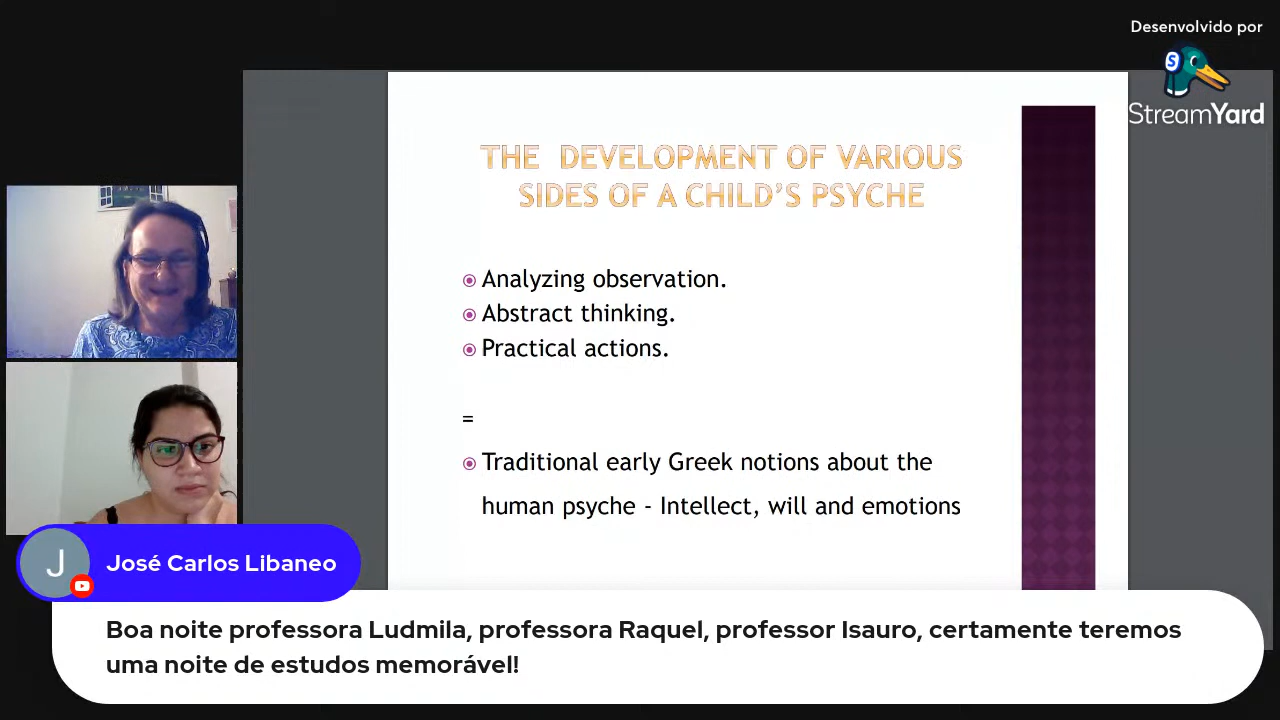 Desenvolvido por
StreamYard
THE DEVELOPMENT OF VARIOUS
SIDES OF A CHILD'S PSYCHE
Analyzing observation.
Abstract thinking.
Practical actions.
=
Traditional early Greek notions about the
human psyche - Intellect, will and emotions
J
José Carlos Libaneo
Boa noite professora Ludmila, professora Raquel, professor Isauro, certamente teremos
uma noite de estudos memorável!